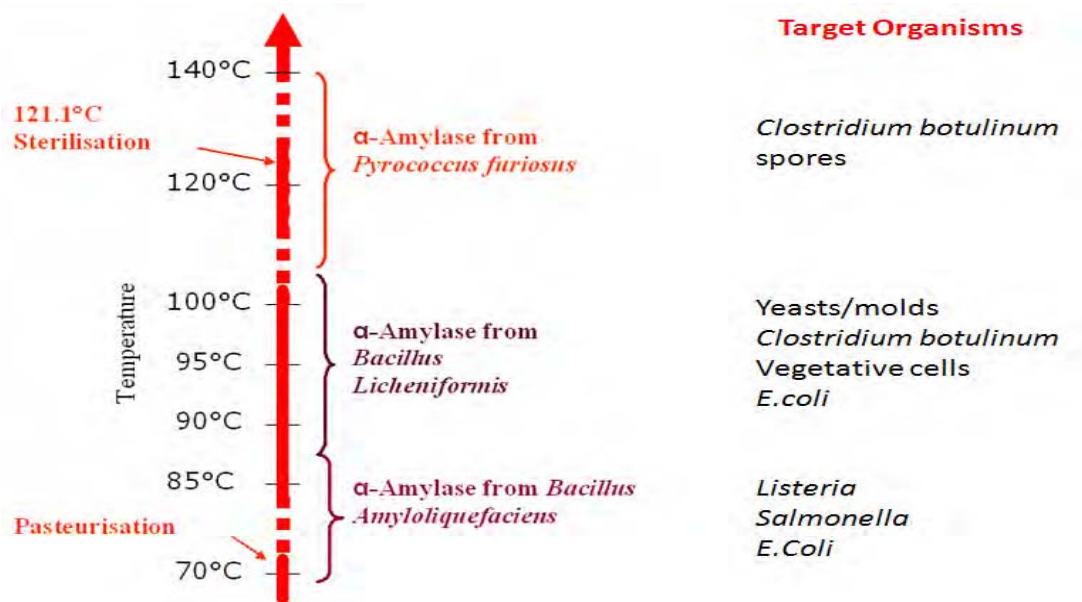 Target Organisms
140°C
121.1°C
Sterilisation
α-Amylase from
Pyrococcus furiosus
Clostridium botulinum
spores
120°C
Temperature
100°C
95°C
90°C
α-Amylase from
Bacillus
Licheniformis
Yeasts/molds
Clostridium botulinum
Vegetative cells
E.coli
85°C
α-Amylase from Bacillus
Amyloliquefaciens
Listeria
Salmonella
E.Coli
Pasteurisation
70°C